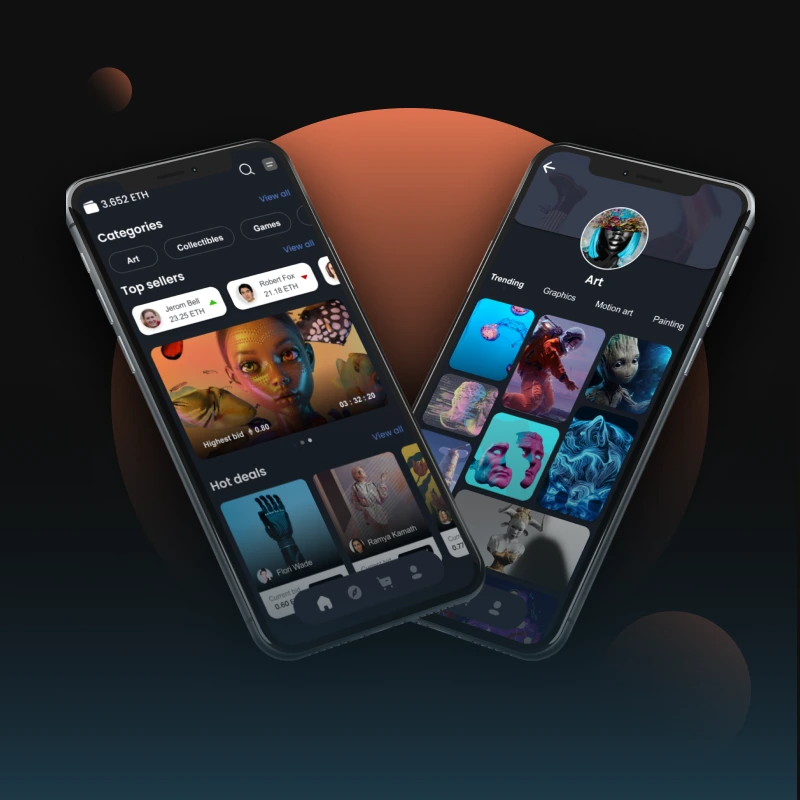 3.652 ETH
View all
Categories
Art
Collectibles
Games
View all
Top sellers
Jerom Bell
23.25 ETH
Robert Fox
21.18 ETH
Highest bid 0.80
03 : 32 : 20
View all
Hot deals
Flori Wade
Ramya Kamath
Current bid
0.60
Art
Trending
Graphics
Motion art
Painting